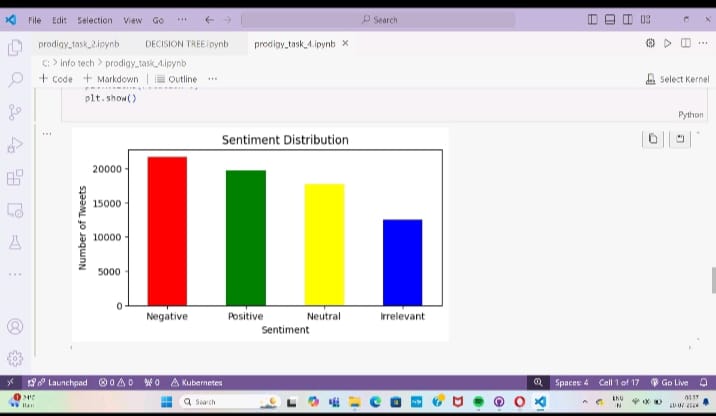 File Edit Selection View Go ··· Search
prodigy_task_2.ipynb DECISION TREE.ipynb prodigy_task_4.ipynb
C: > info tech > prodigy_task_4.ipynb
+ Code + Markdown Outline ··· Select Kernel
plt.show()
Python
Sentiment Distribution
Number of Tweets
20000
15000
10000
5000
0
Negative Positive Neutral Irrelevant
Sentiment
Launchpad 0 0 0 Kubernetes Spaces: 4 Cell 1 of 17 Go Live
Search
ENG
IN